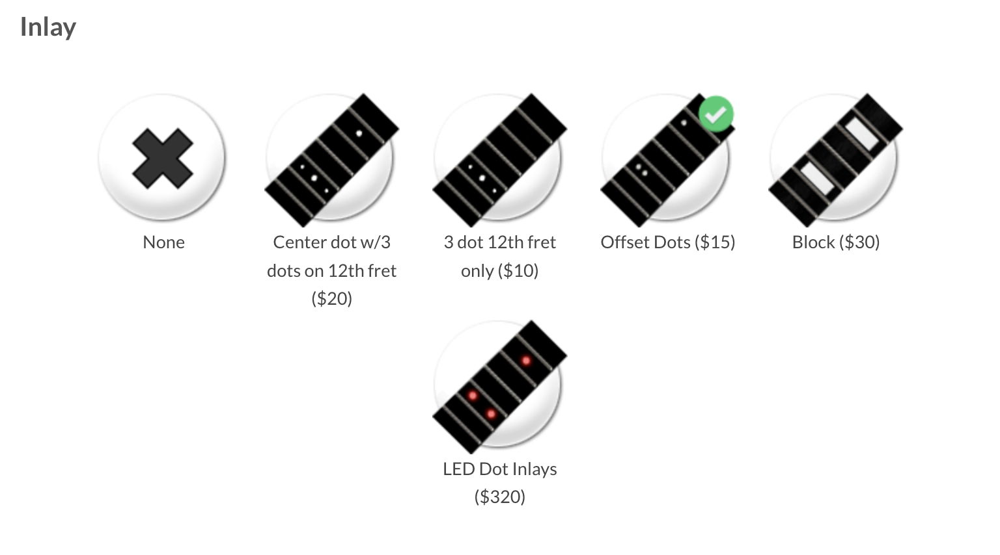 Inlay
None
Center dot w/3
dots on 12th fret
($20)
3 dot 12th fret
only ($10)
Offset Dots ($15)
Block ($30)
LED Dot Inlays
($320)